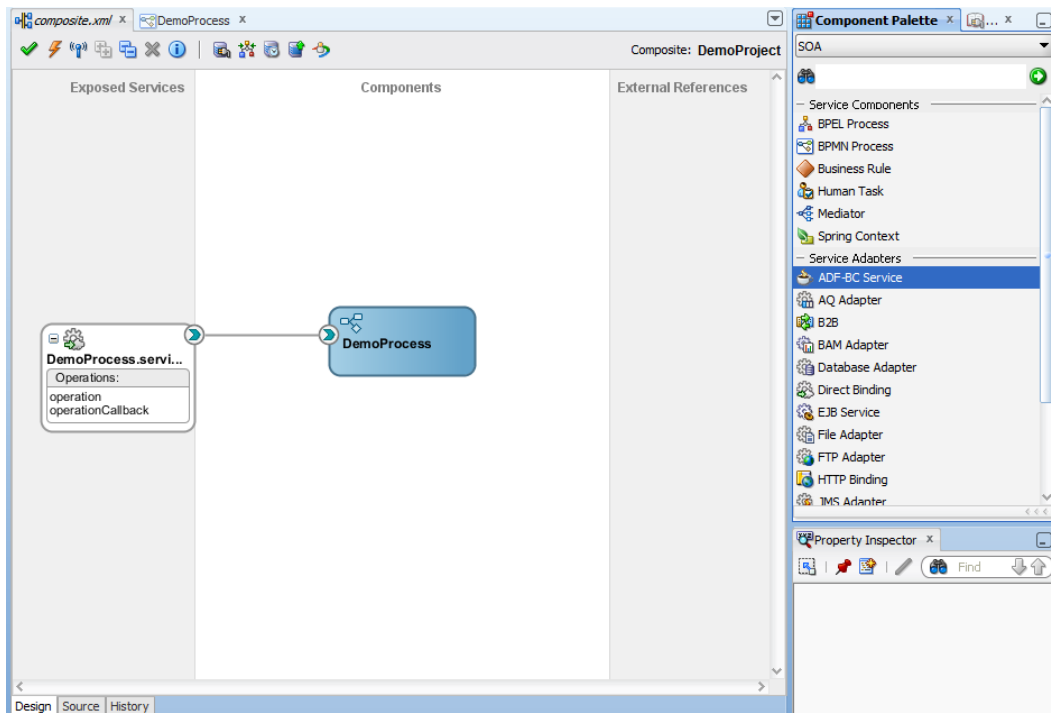 composite.xml x DemoProcess x
Composite: DemoProject
Exposed Services
Components
External References
DemoProcess.servi...
Operations:
operation
operationCallback
DemoProcess
Design Source History
Component Palette x ... x
SOA
Service Components
BPEL Process
BPMN Process
Business Rule
Human Task
Mediator
Spring Context
Service Adapters
ADF-BC Service
AQ Adapter
B2B
BAM Adapter
Database Adapter
Direct Binding
EJB Service
File Adapter
FTP Adapter
HTTP Binding
JMS Adapter
Property Inspector x
Find